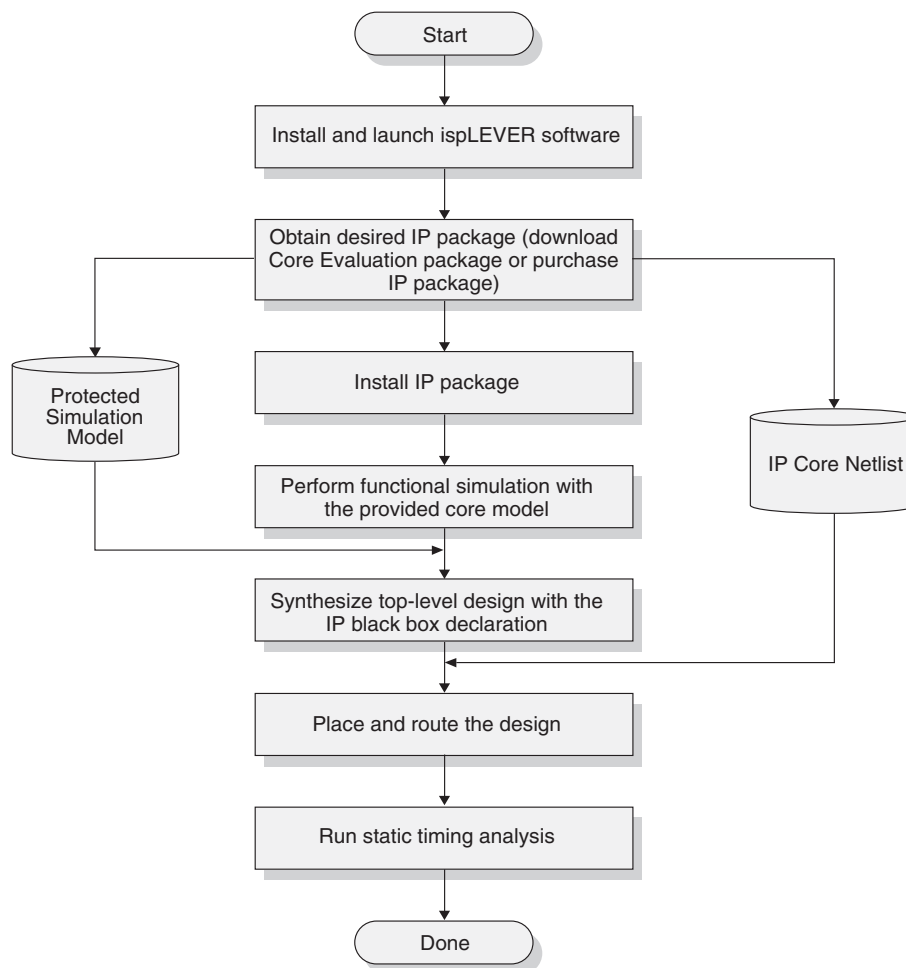 Start
Install and launch ispLEVER software
Obtain desired IP package (download
Core Evaluation package or purchase
IP package)
Install IP package
Protected
Simulation
Model
IP Core Netlist
Perform functional simulation with
the provided core model
Synthesize top-level design with the
IP black box declaration
Place and route the design
Run static timing analysis
Done